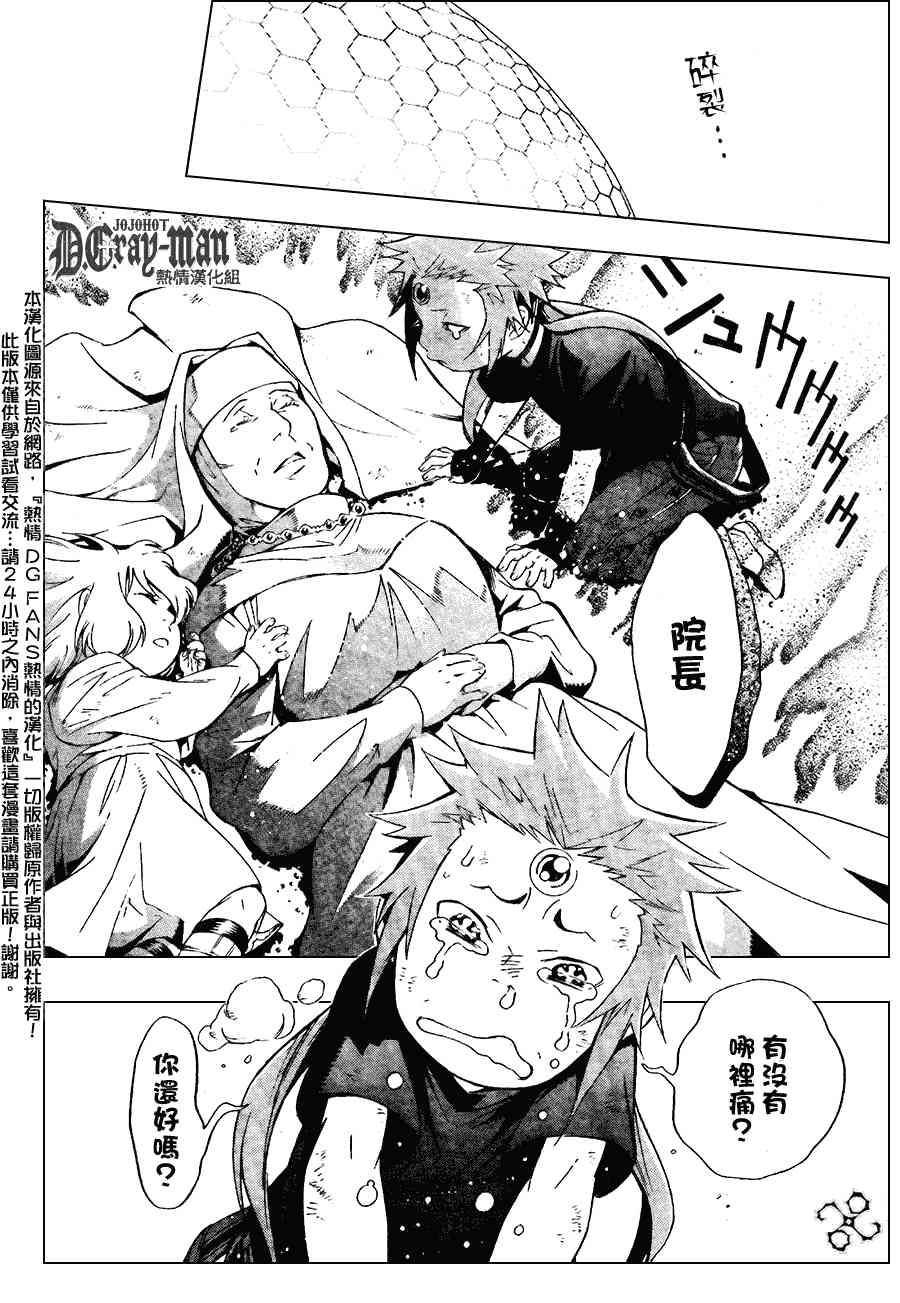 碎裂…
JOJOHOT
D.Gray-man
熱情漢化組
シュゥゥゥ
院長
有沒有
哪裡痛？
你還好嗎？
本漢化圖源來自於網路，『熱情DG FANS熱情的漢化』一切版權歸原作者與出版社擁有！
此版本僅供學習試看交流…請24小時之內消除，喜歡這套漫畫請購買正版！謝謝。